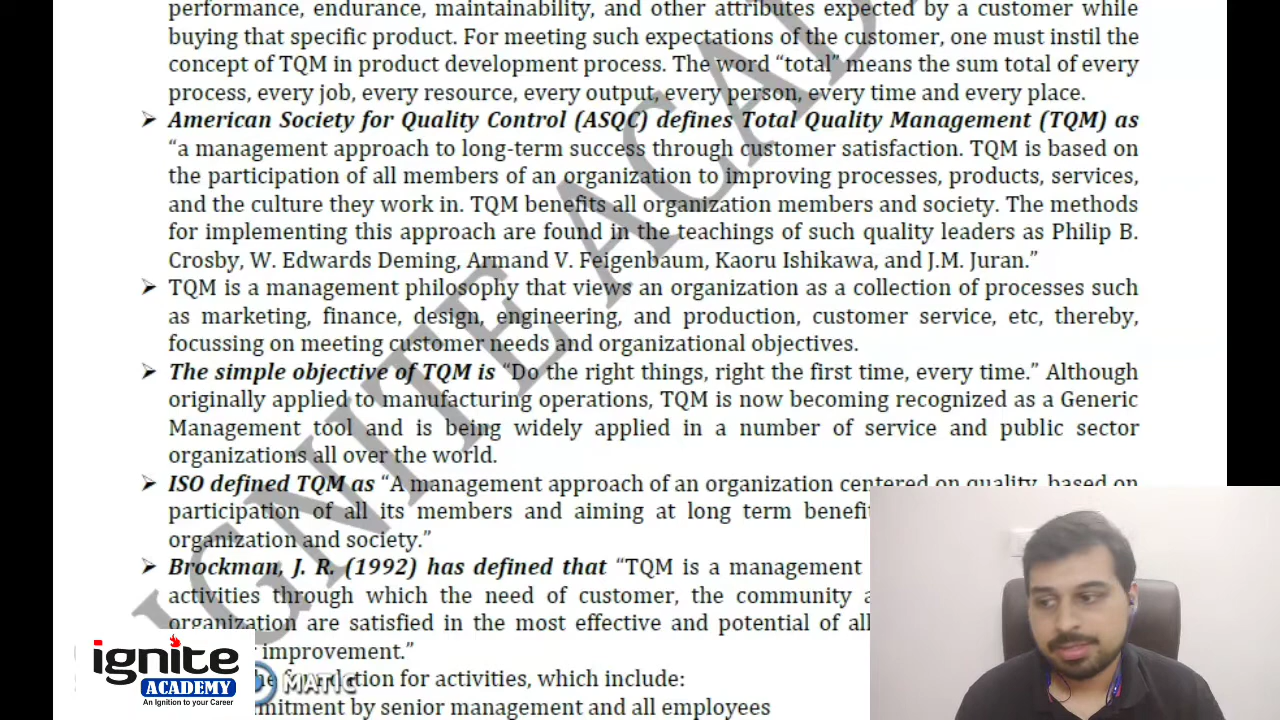 performance, endurance, maintainability, and other attributes expected by a customer while
buying that specific product. For meeting such expectations of the customer, one must instil the
concept of TQM in product development process. The word “total” means the sum total of every
process, every job, every resource, every output, every person, every time and every place.
➢ American Society for Quality Control (ASQC) defines Total Quality Management (TQM) as
“a management approach to long-term success through customer satisfaction. TQM is based on
the participation of all members of an organization to improving processes, products, services,
and the culture they work in. TQM benefits all organization members and society. The methods
for implementing this approach are found in the teachings of such quality leaders as Philip B.
Crosby, W. Edwards Deming, Armand V. Feigenbaum, Kaoru Ishikawa, and J.M. Juran.”
➢ TQM is a management philosophy that views an organization as a collection of processes such
as marketing, finance, design, engineering, and production, customer service, etc, thereby,
focussing on meeting customer needs and organizational objectives.
➢ The simple objective of TQM is “Do the right things, right the first time, every time.” Although
originally applied to manufacturing operations, TQM is now becoming recognized as a Generic
Management tool and is being widely applied in a number of service and public sector
organizations all over the world.
➢ ISO defined TQM as “A management approach of an organization centered on quality, based on
participation of all its members and aiming at long term
organization and society.”
➢ Brockman, J. R. (1992) has defined that “TQM is a management
activities through which the need of customer, the community
organization are satisfied in the most effective and potential of all
improvement.”
for activities, which include:
by senior management and all employees
IGNITE
ignite
ACADEMY
An Ignition to your Career
MATIC